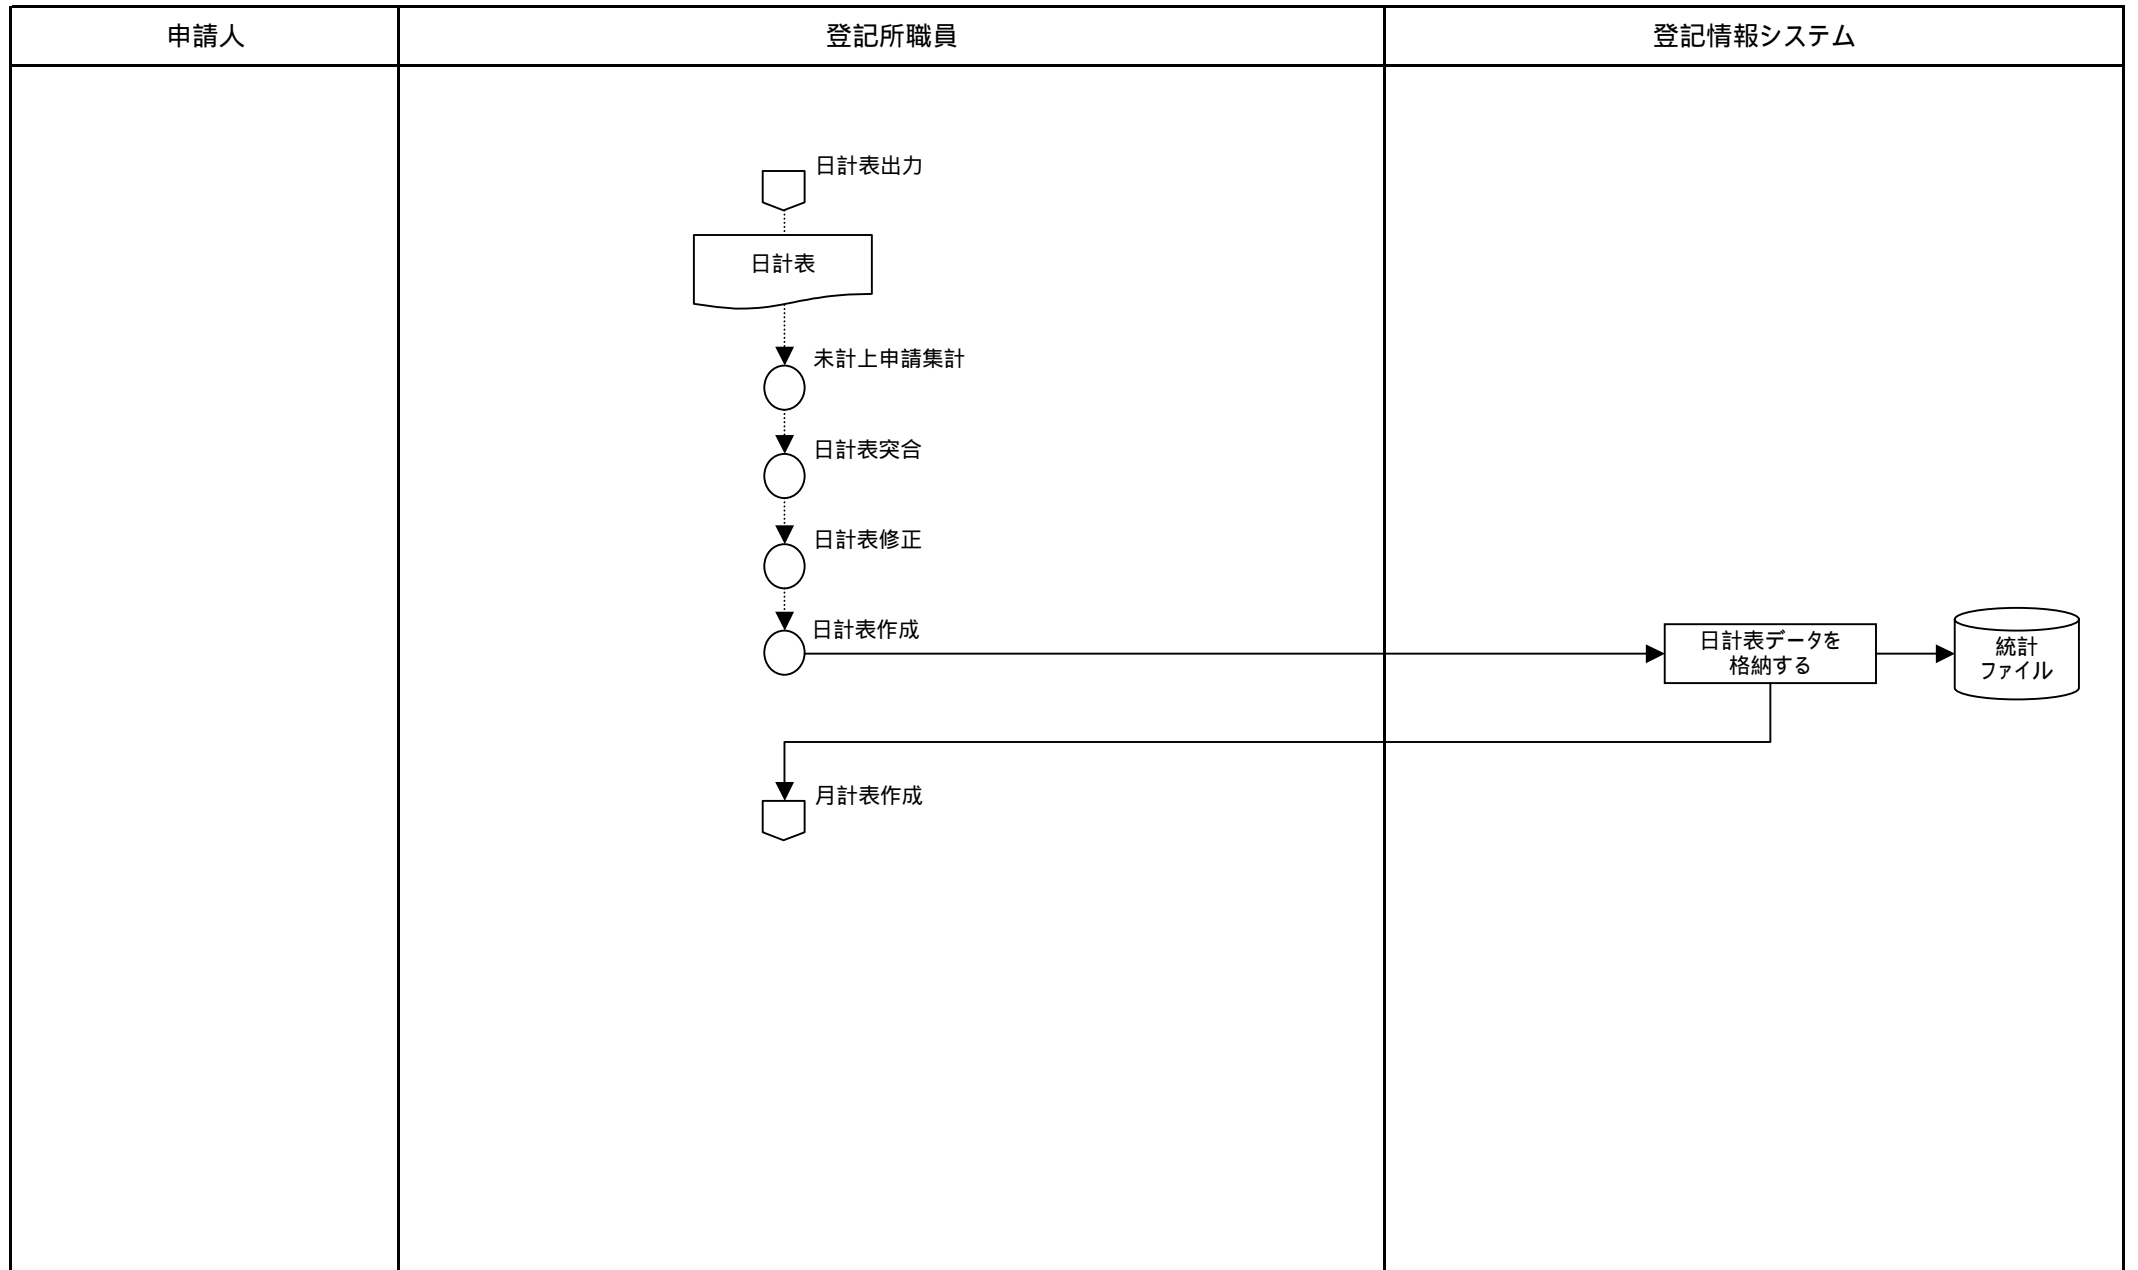 申請人
登記所職員
登記情報システム
日計表出力
日計表
未計上申請集計
日計表突合
日計表修正
日計表作成
日計表データを
格納する
統計
ファイル
月計表作成